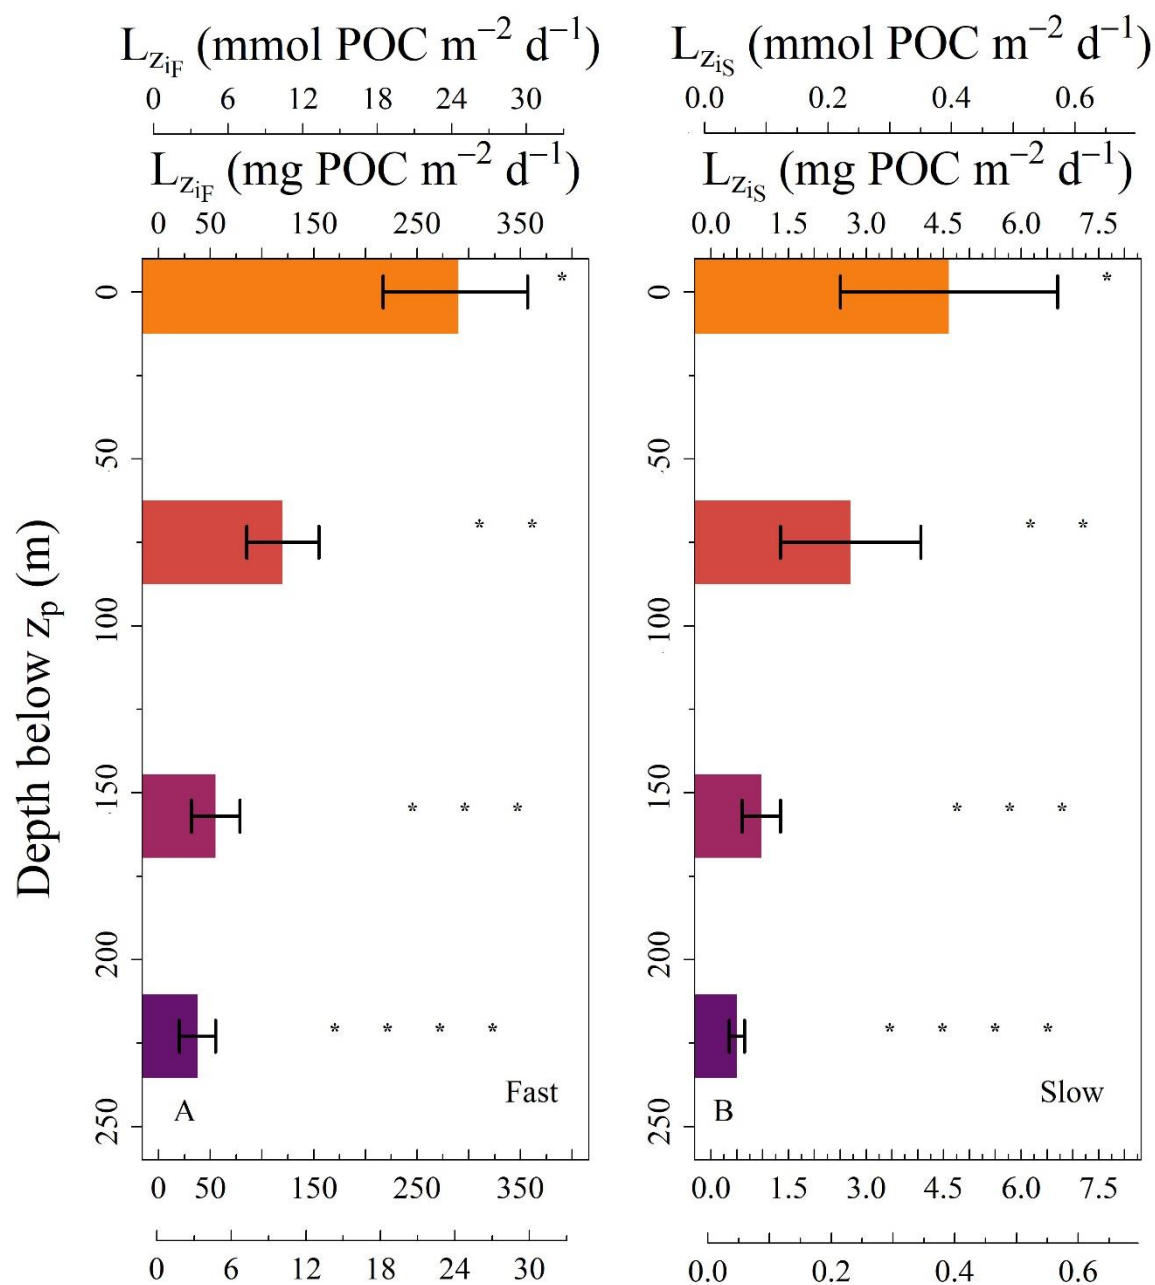 L_{z_{i_F}} (mmol POC m⁻² d⁻¹)
0 6 12 18 24 30
L_{z_{i_F}} (mg POC m⁻² d⁻¹)
0 50 150 250 350
L_{z_{i_S}} (mmol POC m⁻² d⁻¹)
0.0 0.2 0.4 0.6
L_{z_{i_S}} (mg POC m⁻² d⁻¹)
0.0 1.5 3.0 4.5 6.0 7.5
Depth below z_p (m)
0
50
100
150
200
250
*
* *
* * *
* * * *
A
Fast
0 50 150 250 350
0 6 12 18 24 30
0
50
100
150
200
250
*
* *
* * *
* * * *
B
Slow
0.0 1.5 3.0 4.5 6.0 7.5
0.0 0.2 0.4 0.6